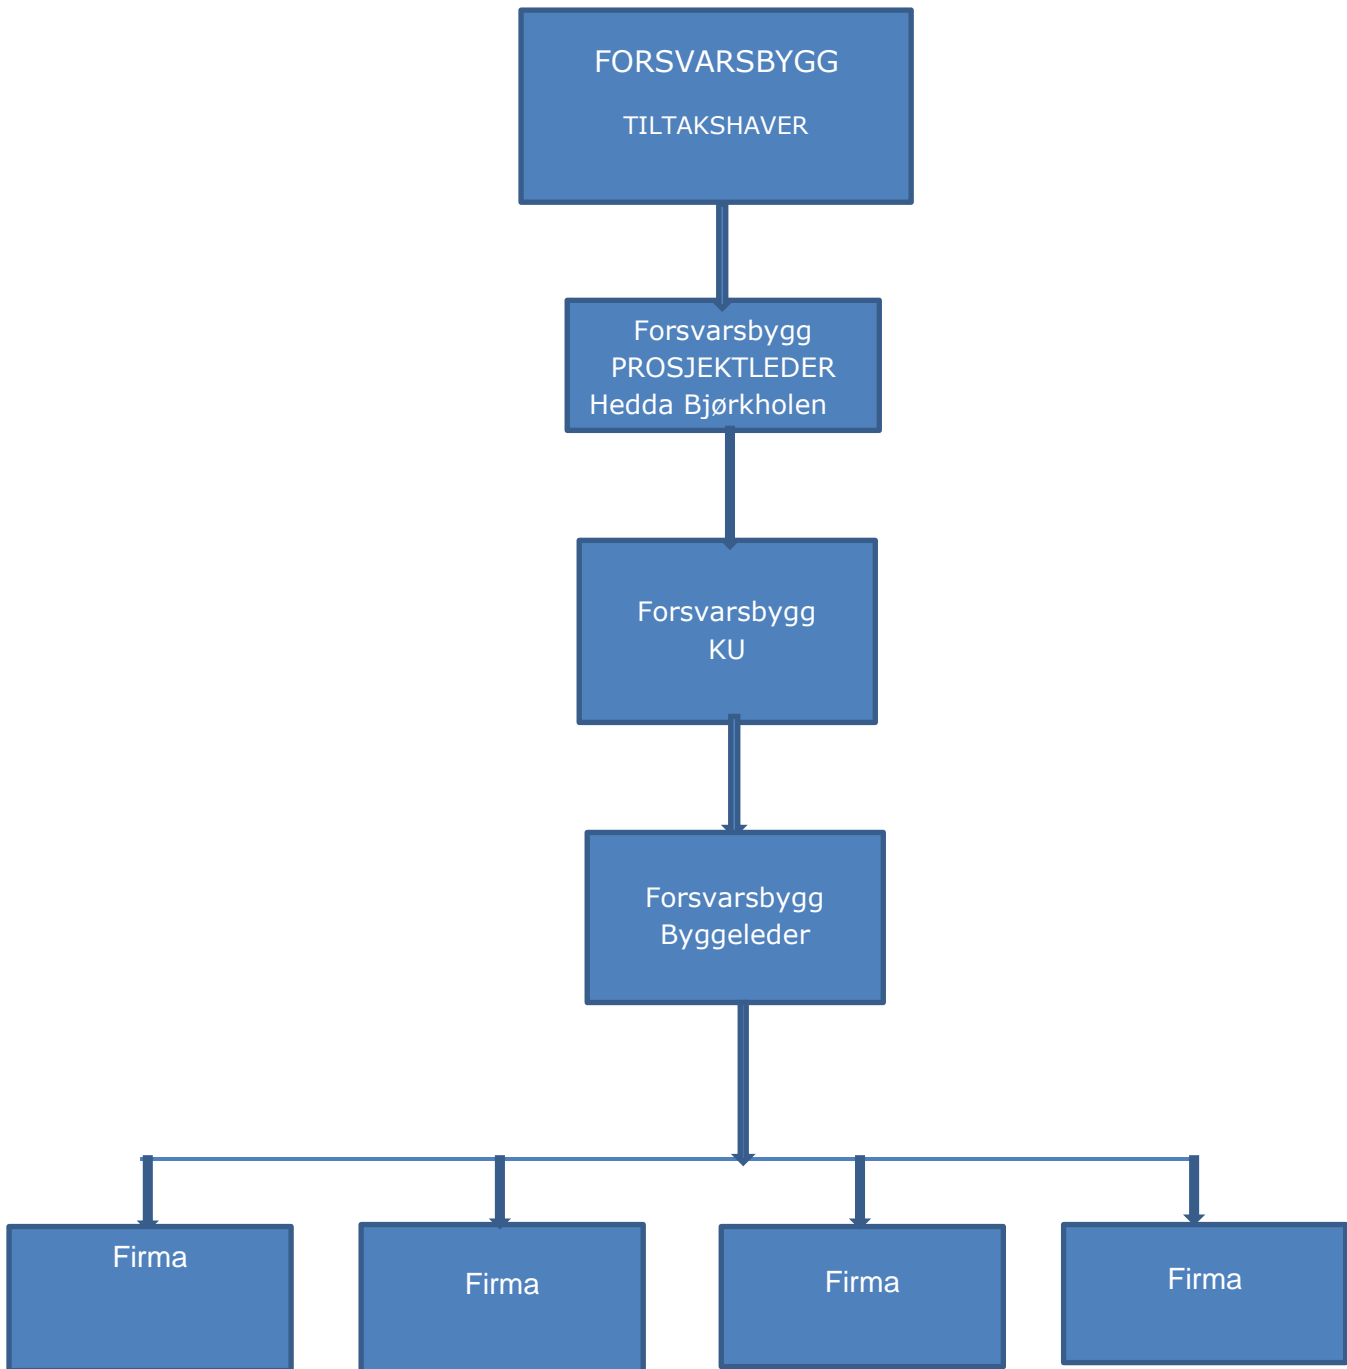 FORSVARSBYGG
TILTAKSHAVER
Forsvarsbygg
PROSJEKTLEDER
Hedda Bjørkholen
Forsvarsbygg
KU
Forsvarsbygg
Byggeleder
Firma
Firma
Firma
Firma